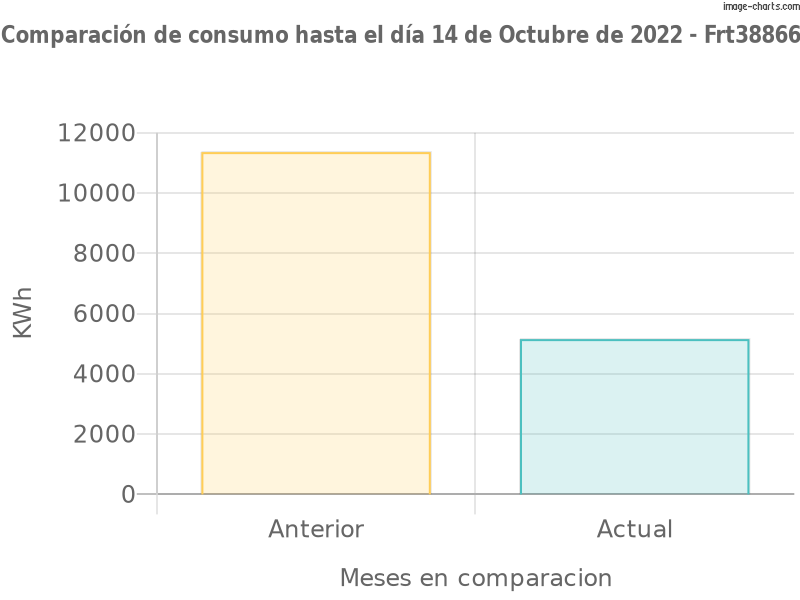 image-charts.com
Comparación de consumo hasta el día 14 de Octubre de 2022 - Frt38866
12000
10000
8000
6000
4000
2000
0
KWh
Anterior
Actual
Meses en comparacion